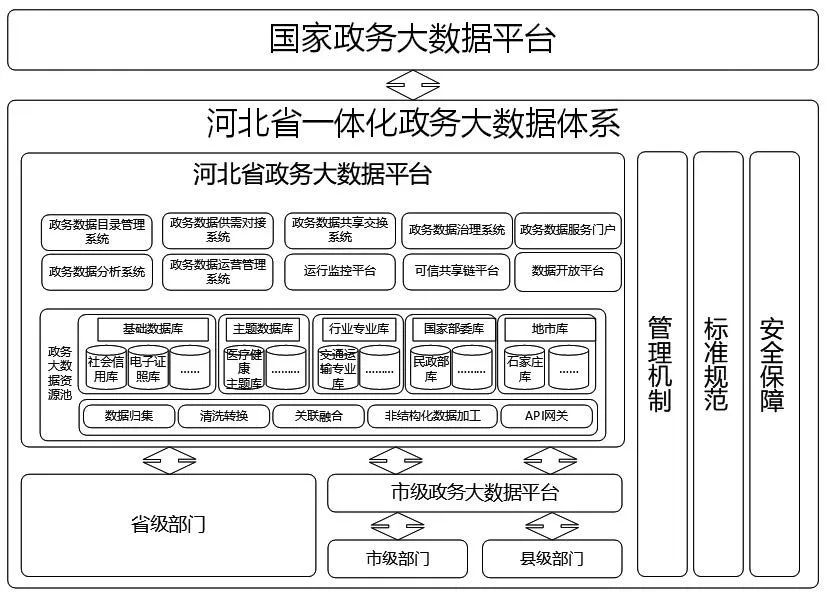 国家政务大数据平台
河北省一体化政务大数据体系
河北省政务大数据平台
政务数据目录管理
系统
政务数据供需对接
系统
政务数据共享交换
系统
政务数据治理系统
政务数据服务门户
政务数据分析系统
政务数据运营管理
系统
运行监控平台
可信共享链平台
数据开放平台
政务
大数
据资
源池
基础数据库
主题数据库
行业专业库
国家部委库
地市库
社会信
用库
电子证
照库
......
医疗健
康
主题库
.........
交通运
输专业
库
.........
民政部
库
.........
石家庄
库
......
数据归集
清洗转换
关联融合
非结构化数据加工
API网关
管理机制
标准规范
安全保障
省级部门
市级政务大数据平台
市级部门
县级部门